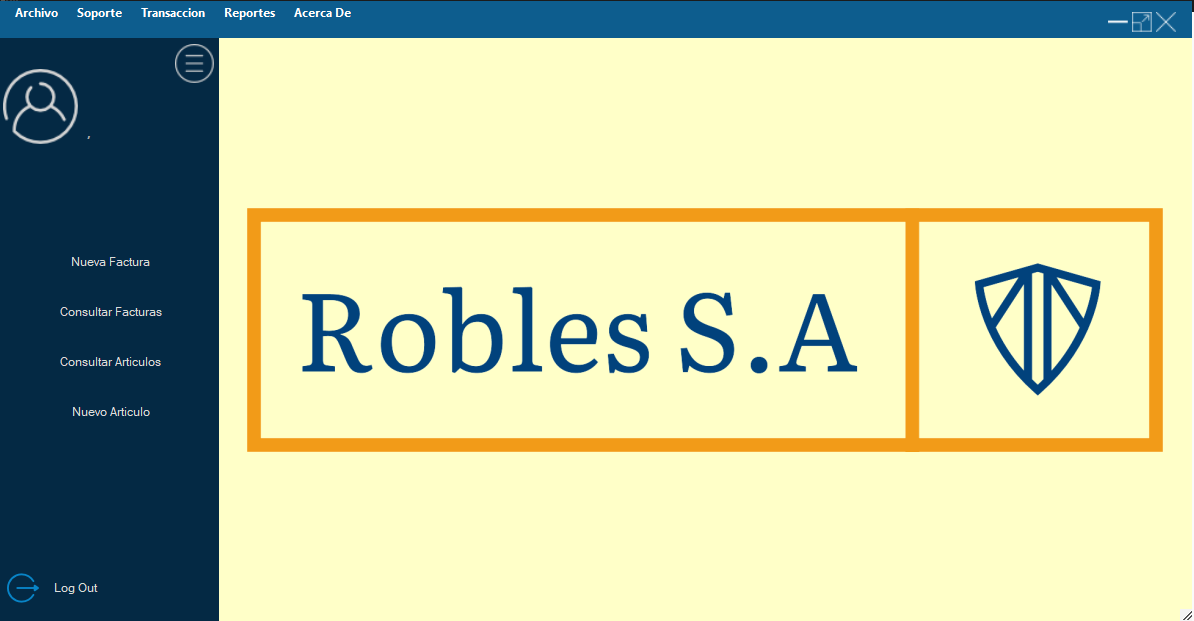 Archivo Soporte Transaccion Reportes Acerca De
,
Nueva Factura
Consultar Facturas
Consultar Articulos
Nuevo Articulo
Log Out
Robles S.A